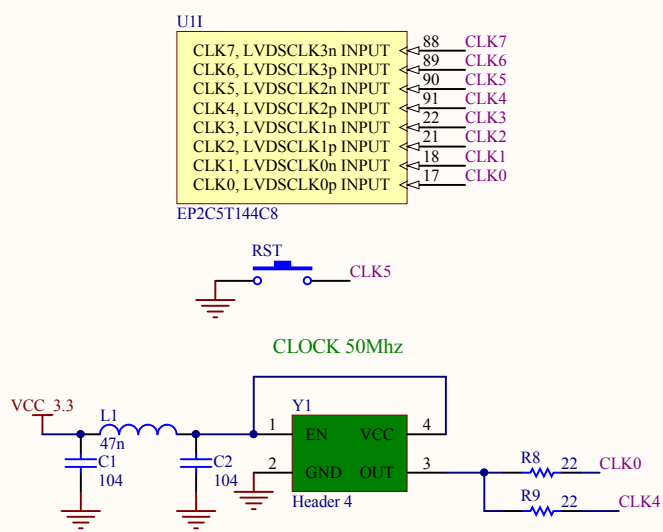 U1I
CLK7, LVDSCLK3n INPUT 88 CLK7
CLK6, LVDSCLK3p INPUT 89 CLK6
CLK5, LVDSCLK2n INPUT 90 CLK5
CLK4, LVDSCLK2p INPUT 91 CLK4
CLK3, LVDSCLK1n INPUT 22 CLK3
CLK2, LVDSCLK1p INPUT 21 CLK2
CLK1, LVDSCLK0n INPUT 18 CLK1
CLK0, LVDSCLK0p INPUT 17 CLK0
EP2C5T144C8
RST
CLK5
CLOCK 50Mhz
VCC_3.3
L1
47n
C1
104
C2
104
Y1
1 EN VCC 4
2 GND OUT 3
Header 4
R8 22 CLK0
R9 22 CLK4